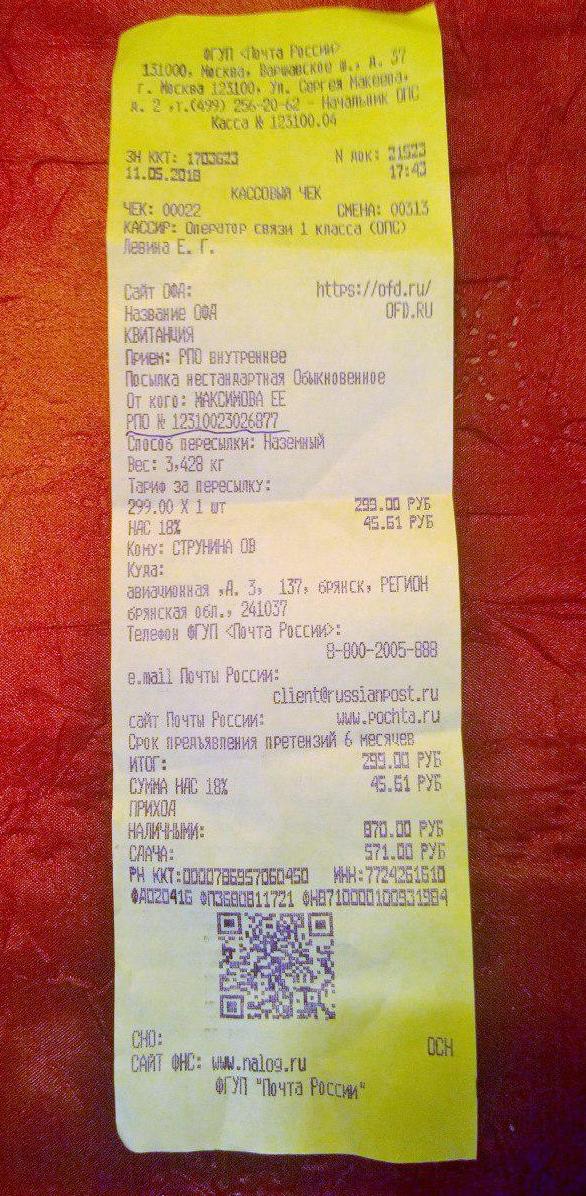 ФГУП <Почта России>
131000, Москва, Варшавское ш., д. 37
г. Москва 123100, Ул. Сергея Макеева,
д. 2 ,т.(499) 256-20-62 - Начальник ОПС
Касса № 123100.04
ЗН ККТ: 1703623 N док: 21523
11.05.2018 17:43
КАССОВЫЙ ЧЕК
ЧЕК: 00022 СМЕНА: 00313
КАССИР: Оператор связи 1 класса (ОПС)
Левина Е. Г.
Сайт ОФД: https://ofd.ru/
Название ОФД OFD.RU
КВИТАНЦИЯ
Прием: РПО внутреннее
Посылка нестандартная Обыкновенное
От кого: МАКСИМОВА ЕЕ
РПО № 12310023026877
Способ пересылки: Наземный
Вес: 3,428 кг
Тариф за пересылку:
299.00 X 1 шт 299.00 РУБ
НДС 18% 45.61 РУБ
Кому: СТРУНИНА ОВ
Куда:
авиационная ,Д. 3, 137, брянск, РЕГИОН
брянская обл., 241037
Телефон ФГУП <Почта России>:
8-800-2005-888
e.mail Почты России:
client@russianpost.ru
сайт Почты России: www.pochta.ru
Срок предъявления претензий 6 месяцев
ИТОГ: 299.00 РУБ
СУММА НДС 18% 45.61 РУБ
ПРИХОД
НАЛИЧНЫМИ: 870.00 РУБ
СДАЧА: 571.00 РУБ
РН ККТ:0000786957060450 ИНН:7724261610
ФД020416 ФП3680811721 ФН8710000100931984
СНО: ОСН
САЙТ ФНС: www.nalog.ru
ФГУП "Почта России"